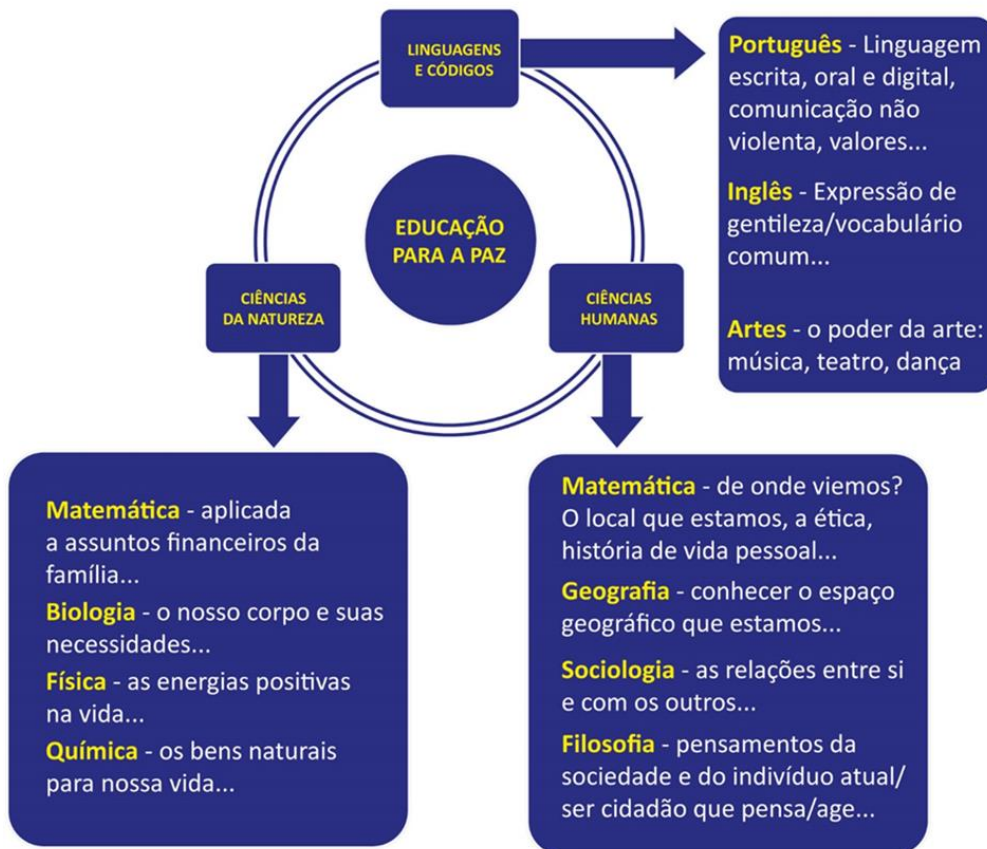 LINGUAGENS
E CÓDIGOS
EDUCAÇÃO
PARA A PAZ
CIÊNCIAS
DA NATUREZA
CIÊNCIAS
HUMANAS
Português - Linguagem
escrita, oral e digital,
comunicação não
violenta, valores...
Inglês - Expressão de
gentileza/vocabulário
comum...
Artes - o poder da arte:
música, teatro, dança
Matemática - aplicada
a assuntos financeiros da
família...
Biologia - o nosso corpo e suas
necessidades...
Física - as energias positivas
na vida...
Química - os bens naturais
para nossa vida...
Matemática - de onde viemos?
O local que estamos, a ética,
história de vida pessoal...
Geografia - conhecer o espaço
geográfico que estamos...
Sociologia - as relações entre si
e com os outros...
Filosofia - pensamentos da
sociedade e do indivíduo atual/
ser cidadão que pensa/age...